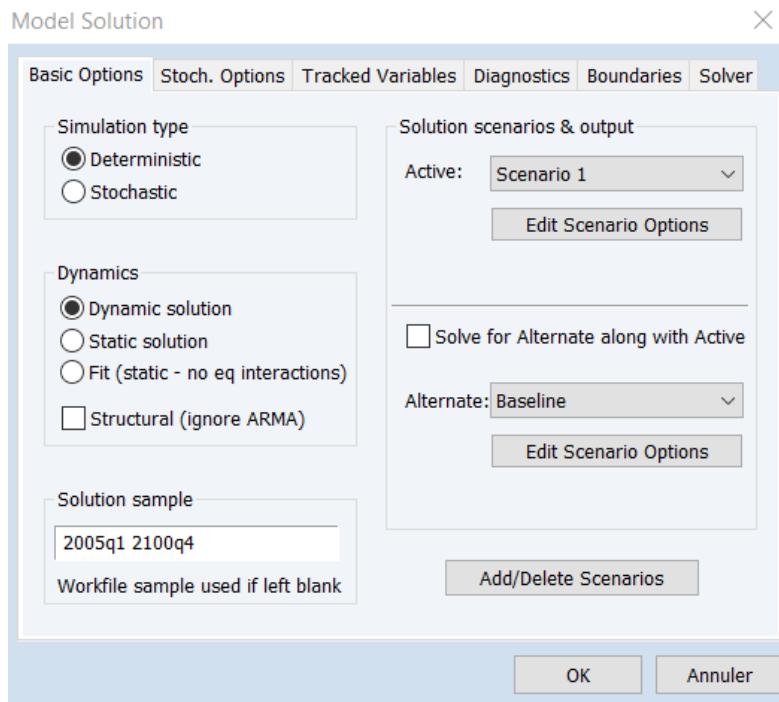 Model Solution
Basic Options Stoch. Options Tracked Variables Diagnostics Boundaries Solver
Simulation type
Deterministic
Stochastic
Dynamics
Dynamic solution
Static solution
Fit (static - no eq interactions)
Structural (ignore ARMA)
Solution sample
2005q1 2100q4
Workfile sample used if left blank
Solution scenarios & output
Active: Scenario 1
Edit Scenario Options
Solve for Alternate along with Active
Alternate: Baseline
Edit Scenario Options
Add/Delete Scenarios
OK Annuler